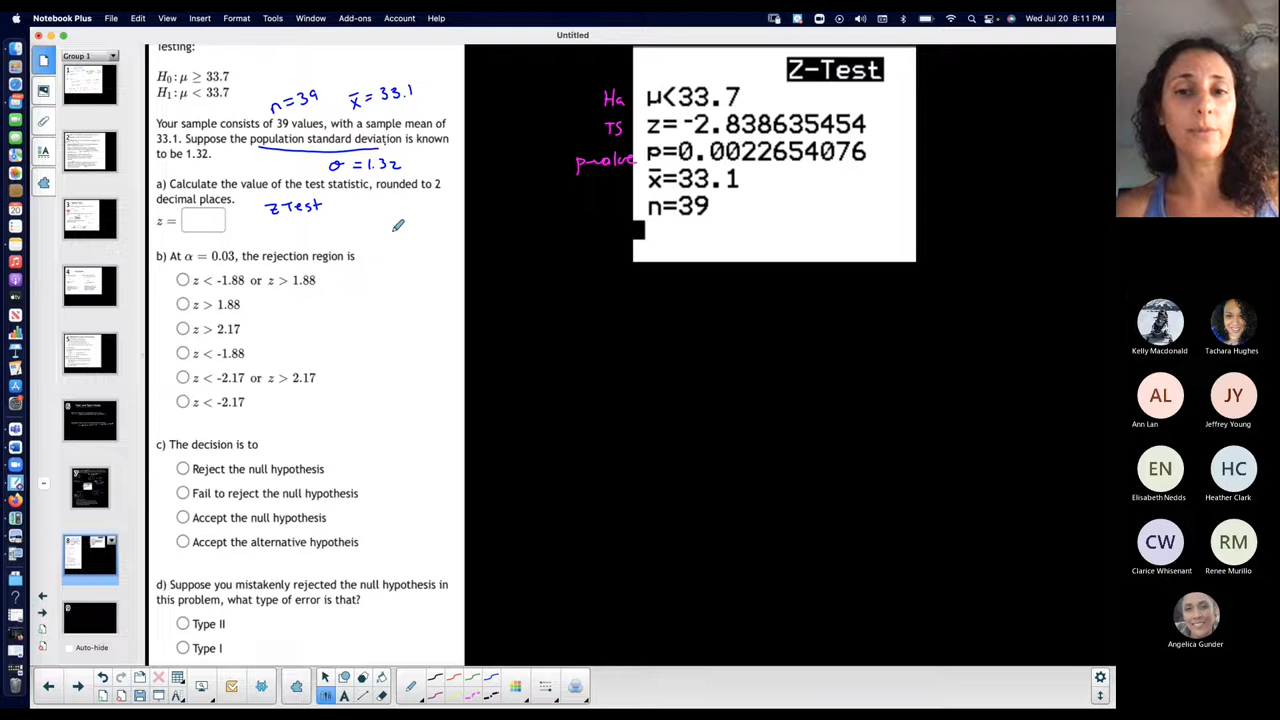 Notebook Plus File Edit View Insert Format Tools Window Add-ons Account Help
Wed Jul 20 8:11 PM
Untitled
Group 1
Testing:
H₀ : μ ≥ 33.7
H₁ : μ < 33.7
n = 39 x̄ = 33.1
Your sample consists of 39 values, with a sample mean of
33.1. Suppose the population standard deviation is known
to be 1.32.
σ = 1.32
a) Calculate the value of the test statistic, rounded to 2
decimal places.
z Test
z =
b) At α = 0.03, the rejection region is
z < -1.88 or z > 1.88
z > 1.88
z > 2.17
z < -1.88
z < -2.17 or z > 2.17
z < -2.17
c) The decision is to
Reject the null hypothesis
Fail to reject the null hypothesis
Accept the null hypothesis
Accept the alternative hypotheis
d) Suppose you mistakenly rejected the null hypothesis in
this problem, what type of error is that?
Type II
Type I
Z-Test
Ha μ<33.7
TS z=-2.838635454
pvalue p=0.0022654076
x̄=33.1
n=39
Kelly Macdonald
Tachara Hughes
AL
Ann Lan
JY
Jeffrey Young
EN
Elisabeth Nedds
HC
Heather Clark
CW
Clarice Whisenant
RM
Renee Murillo
Angelica Gunder
Auto-hide